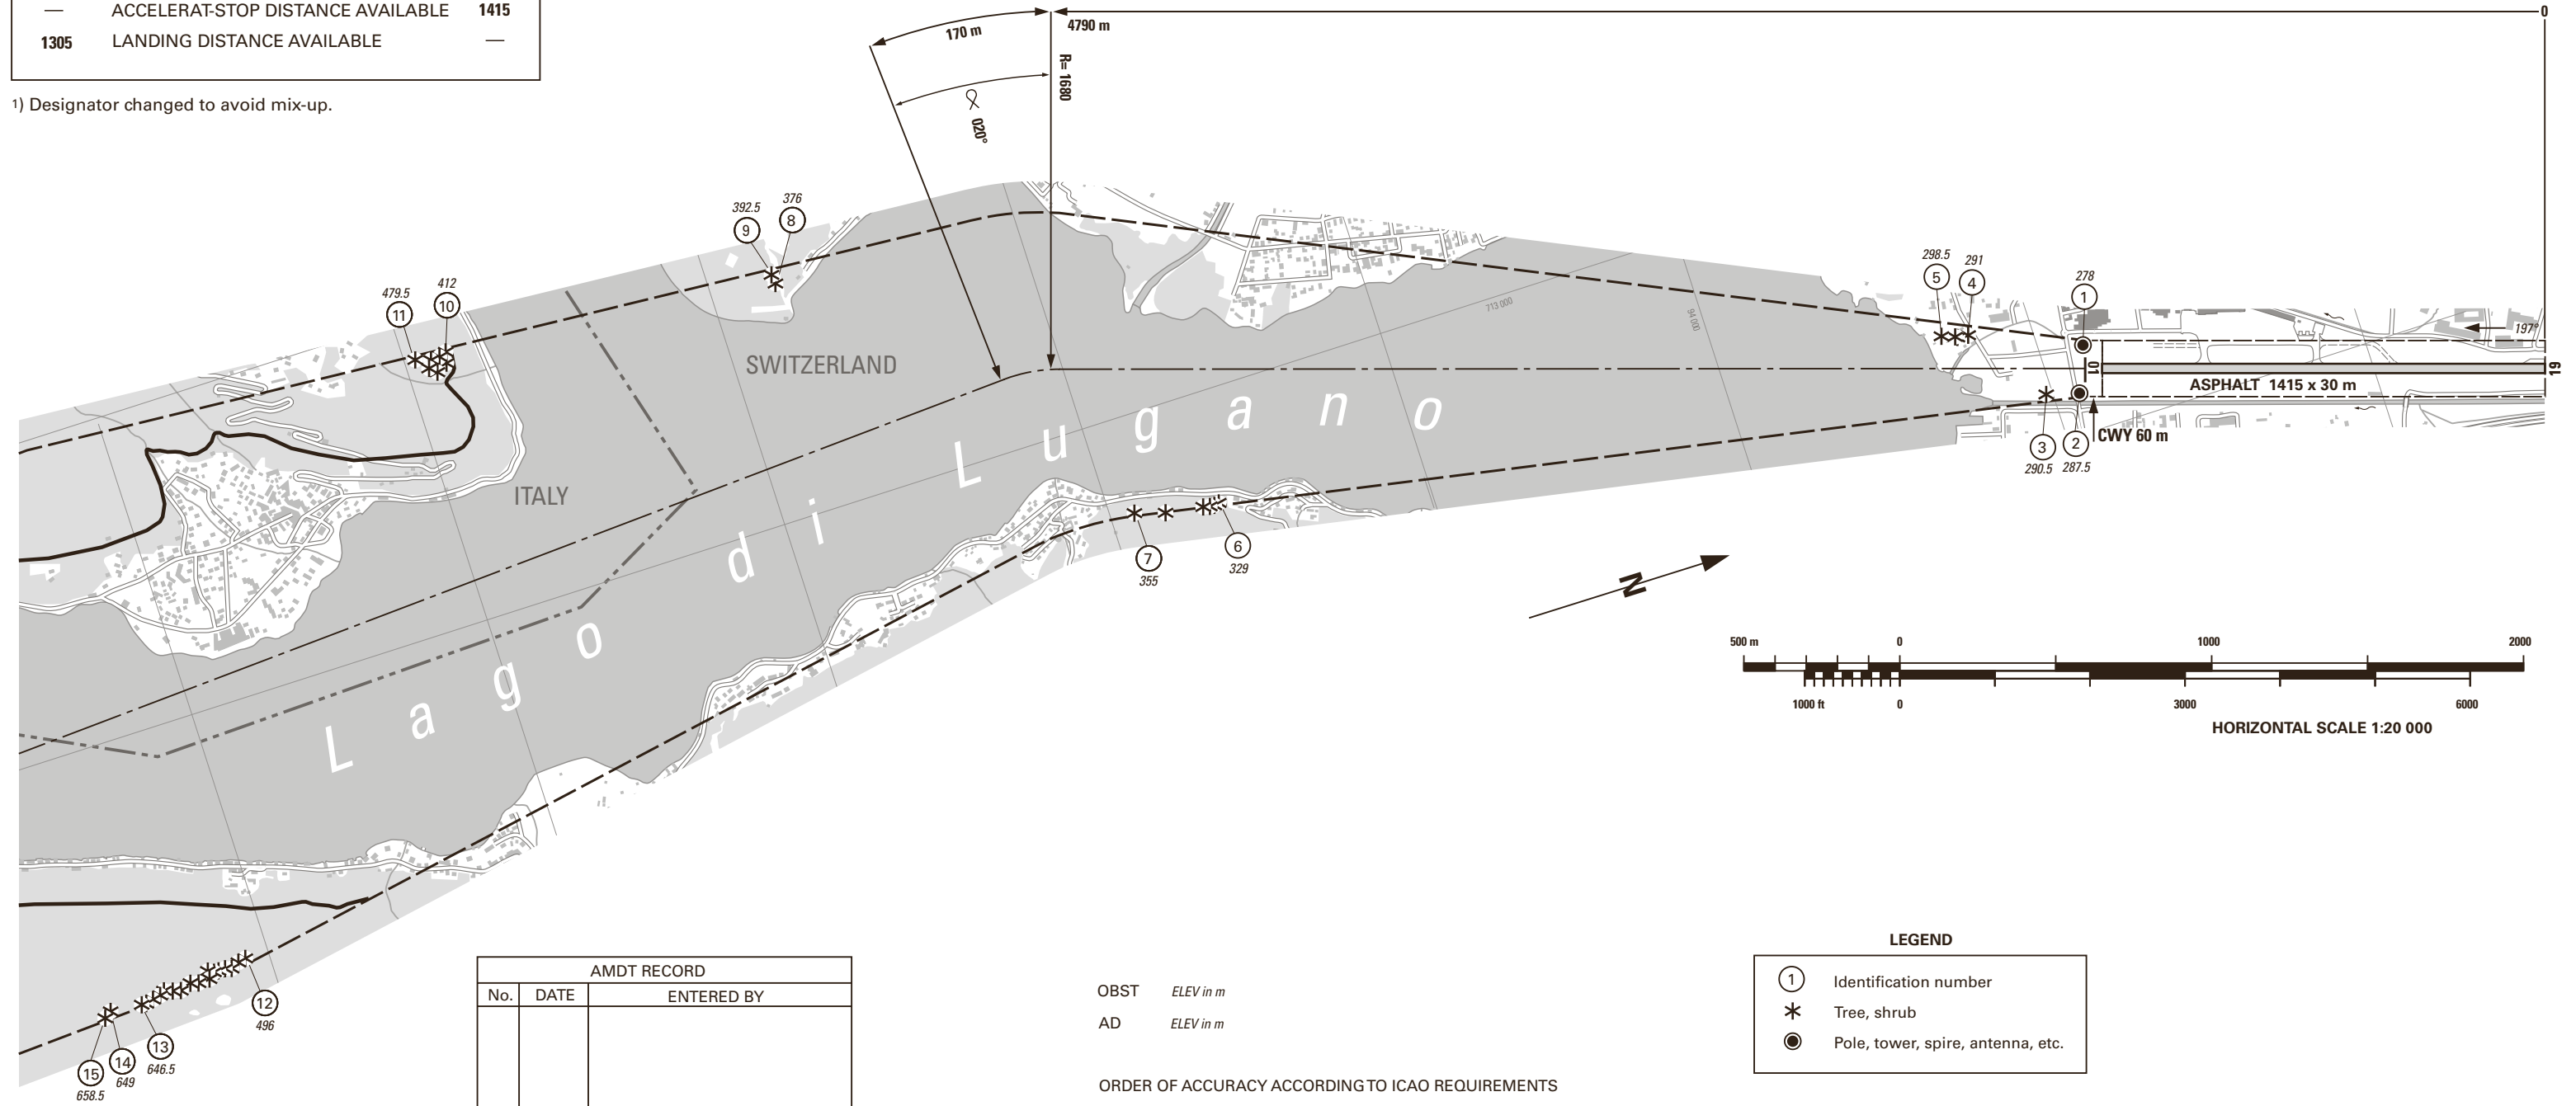 — ACCELERAT-STOP DISTANCE AVAILABLE 1415
1305 LANDING DISTANCE AVAILABLE —
1) Designator changed to avoid mix-up.
170 m
4790 m
0
R= 1680
020°
392.5
9
376
8
479.5
11
412
10
298.5
5
291
4
278
1
197°
713 000
94 000
SWITZERLAND
ITALY
Lago di Lugano
01
19
ASPHALT 1415 x 30 m
CWY 60 m
3
290.5
2
287.5
7
355
6
329
N
500 m 0 1000 2000
1000 ft 0 3000 6000
HORIZONTAL SCALE 1:20 000
12
496
13
646.5
14
649
15
658.5
AMDT RECORD
No. DATE ENTERED BY
OBST ELEV in m
AD ELEV in m
ORDER OF ACCURACY ACCORDING TO ICAO REQUIREMENTS
LEGEND
1 Identification number
Tree, shrub
Pole, tower, spire, antenna, etc.